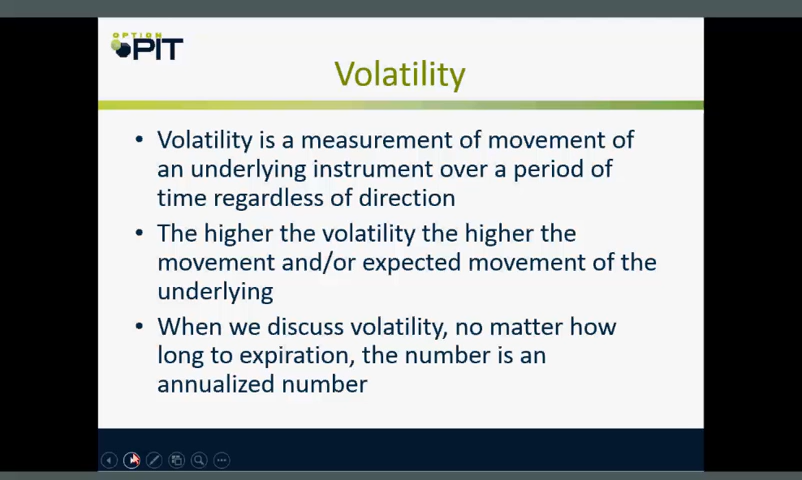 OPTION
PIT
Volatility
• Volatility is a measurement of movement of
an underlying instrument over a period of
time regardless of direction
• The higher the volatility the higher the
movement and/or expected movement of the
underlying
• When we discuss volatility, no matter how
long to expiration, the number is an
annualized number